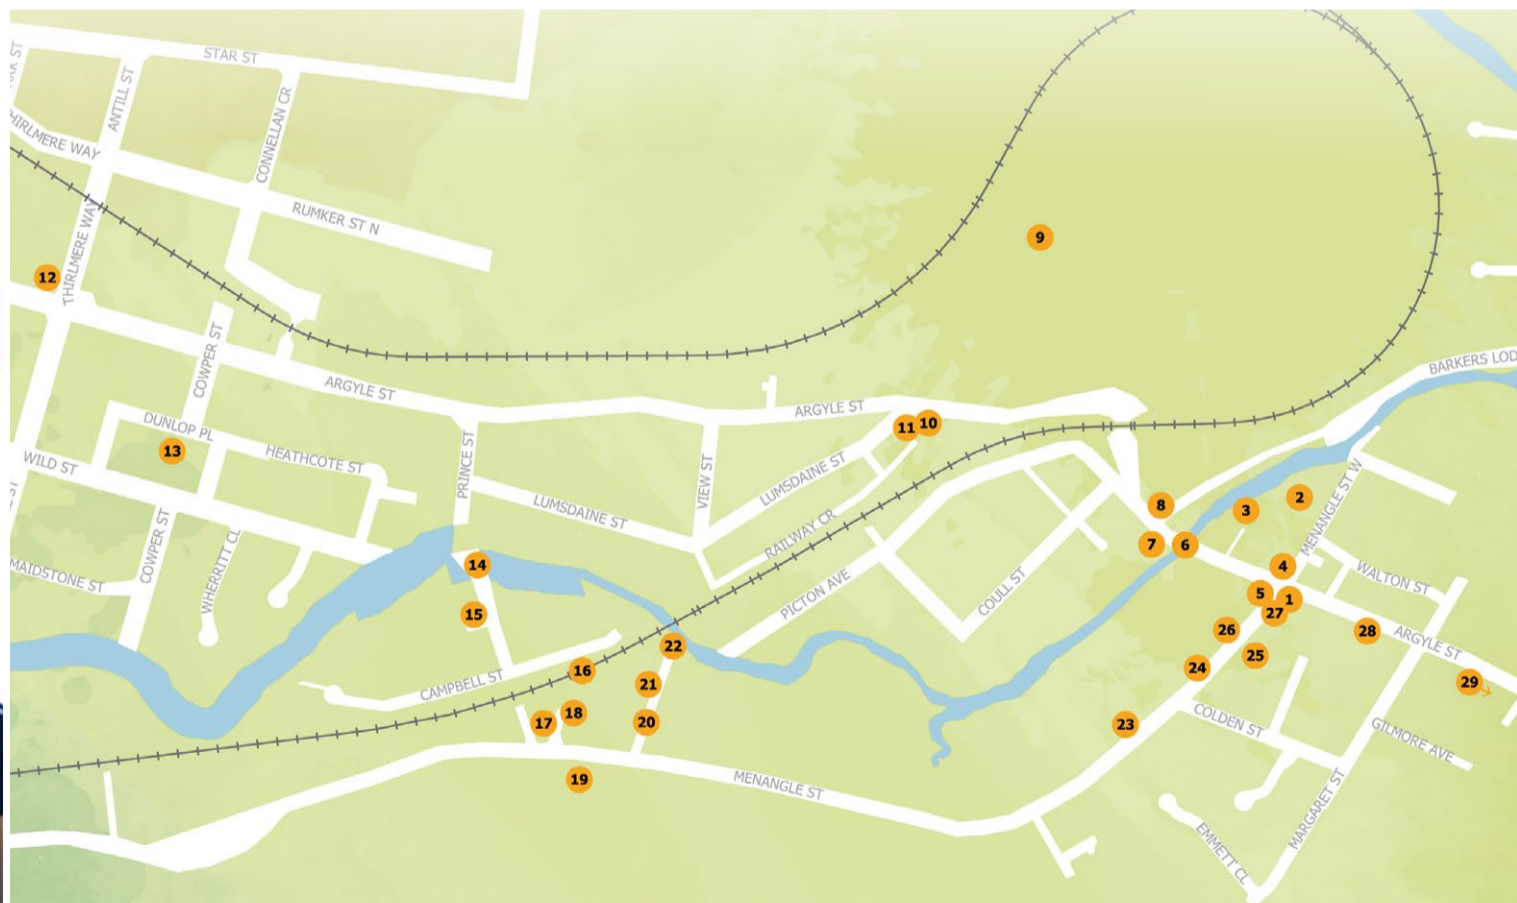 STAR ST
ANTILL ST
CONNELLAN CR
THIRLMERE WAY
RUMKER ST N
9
12
THIRLMERE WAY
COWPER ST
ARGYLE ST
ARGYLE ST
BARKERS LOD
DUNLOP PL
13
HEATHCOTE ST
WILD ST
PRINCE ST
LUMSDAINE ST
VIEW ST
LUMSDAINE ST
11
10
RAILWAY CR
8
3
2
MENANGLE ST W
7
6
MAIDSTONE ST
COWPER ST
WHERRITT CL
14
15
PICTON AVE
COULL ST
4
WALTON ST
5
1
27
26
28
ARGYLE ST
25
22
16
CAMPBELL ST
21
24
29
17
18
20
23
COLDEN ST
GILMORE AVE
19
MENANGLE ST
MARGARET ST
EMMETT CL